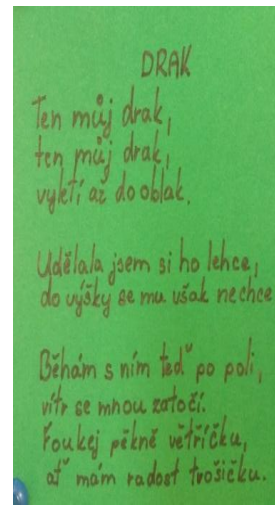 DRAK
Ten můj drak,
ten můj drak,
vyletí až do oblak.
Udělala jsem si ho lehce,
do výšky se mu však nechce
Běhám s ním teď po poli,
vítr se mnou zatočí.
Foukej pěkně větříčku,
ať mám radost trošičku.